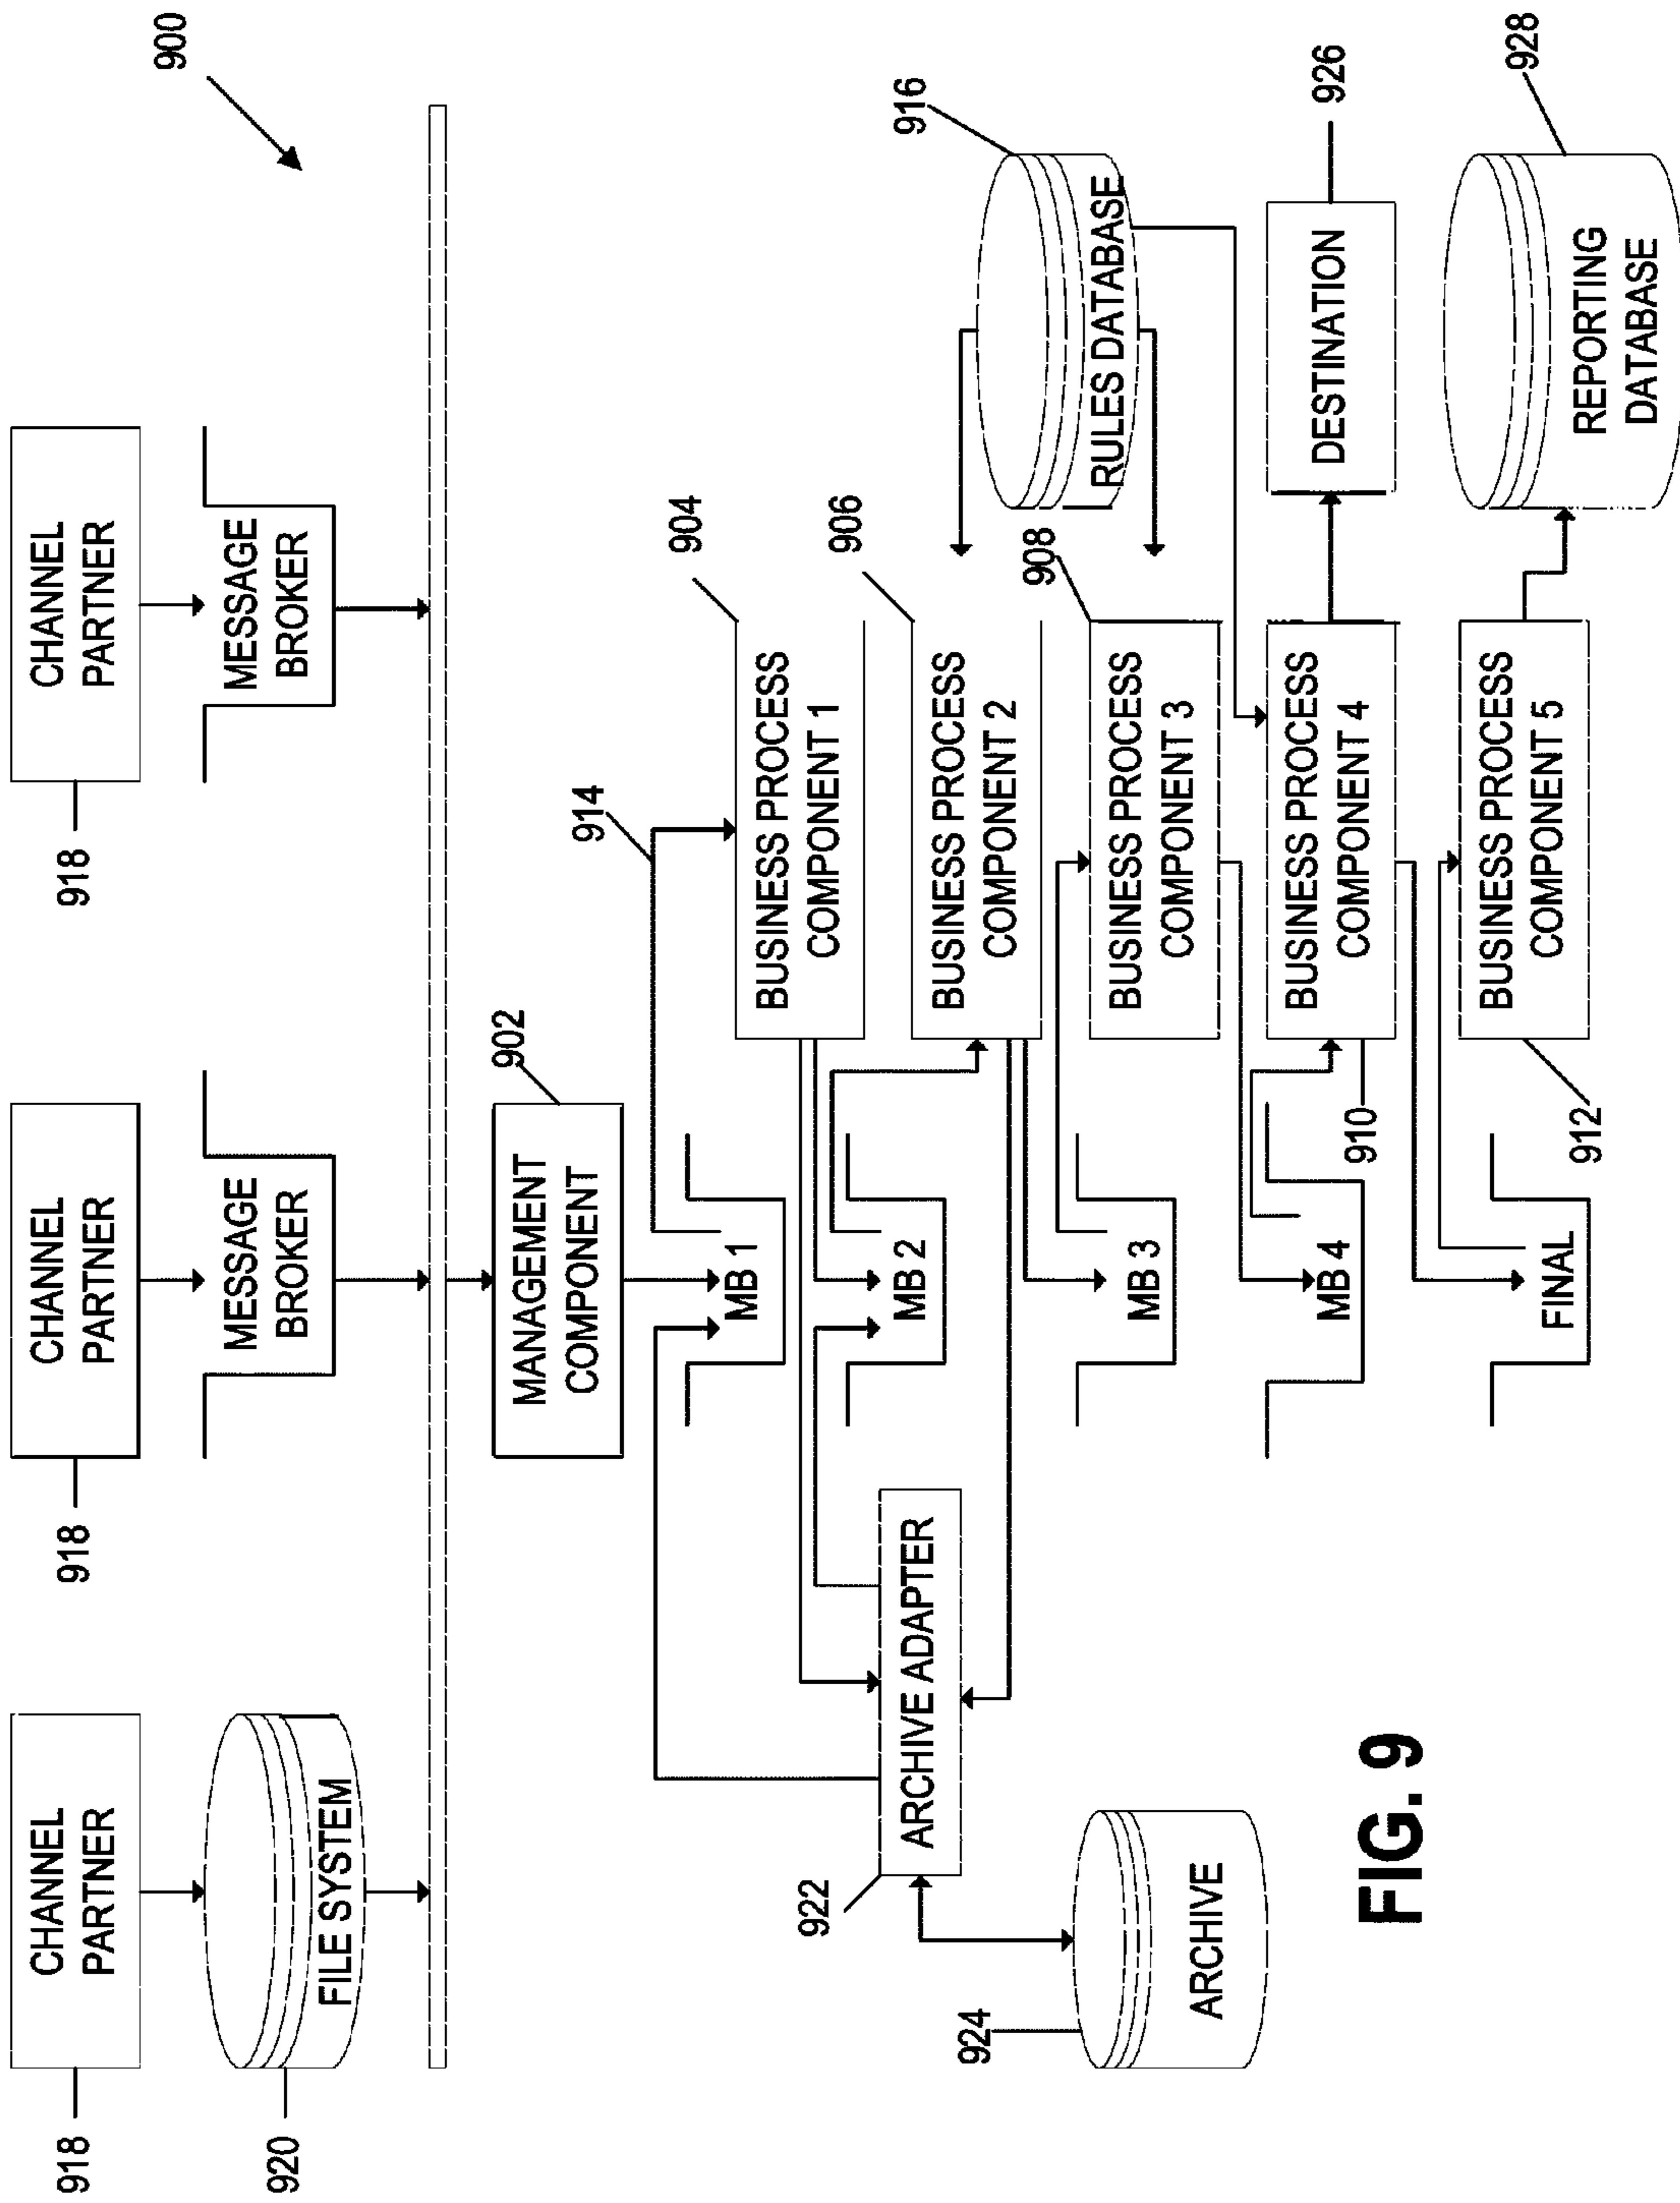 900
918
CHANNEL
PARTNER
918
CHANNEL
PARTNER
918
CHANNEL
PARTNER
920
FILE SYSTEM
MESSAGE
BROKER
MESSAGE
BROKER
902
MANAGEMENT
COMPONENT
914
MB 1
904
BUSINESS PROCESS
COMPONENT 1
922
ARCHIVE ADAPTER
MB 2
906
BUSINESS PROCESS
COMPONENT 2
916
RULES DATABASE
924
ARCHIVE
MB 3
908
BUSINESS PROCESS
COMPONENT 3
MB 4
910
BUSINESS PROCESS
COMPONENT 4
DESTINATION
926
FINAL
912
BUSINESS PROCESS
COMPONENT 5
REPORTING
DATABASE
928
FIG. 9